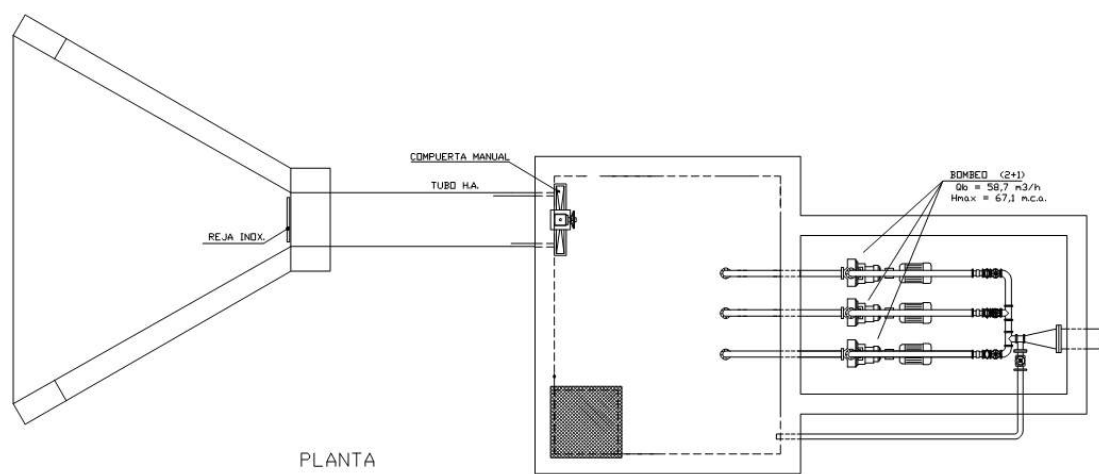 COMPUERTA MANUAL
TUBO H.A.
REJA INOX.
BOMBEO (2+1)
Qb = 58,7 m3/h
Hmax = 67,1 m.c.a.
PLANTA